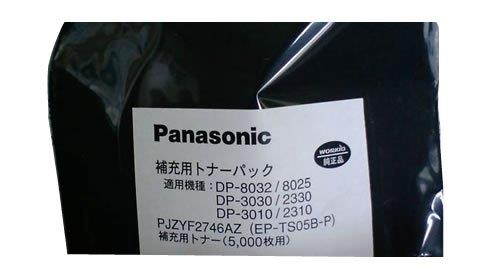 Panasonic
WORKiO
純正品
補充用トナーパック
適用機種：DP-8032/8025
DP-3030/2330
DP-3010/2310
PJZYF2746AZ (EP-TS05B-P)
補充用トナー(5,000枚用)